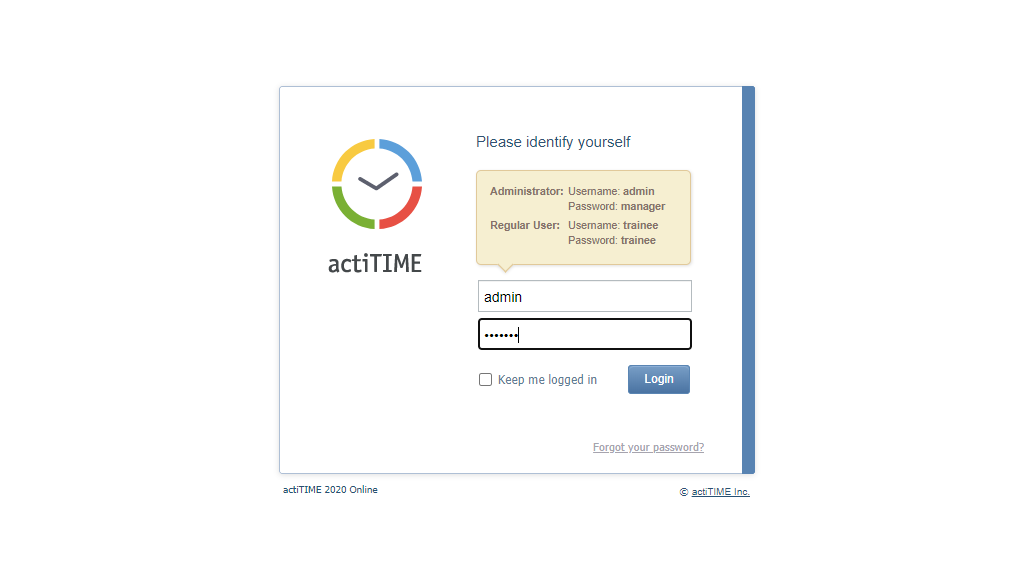 Please identify yourself
Administrator: Username: admin
Password: manager
Regular User: Username: trainee
Password: trainee
actiTIME
admin
•••••••
Keep me logged in
Login
Forgot your password?
actiTIME 2020 Online
© actiTIME Inc.